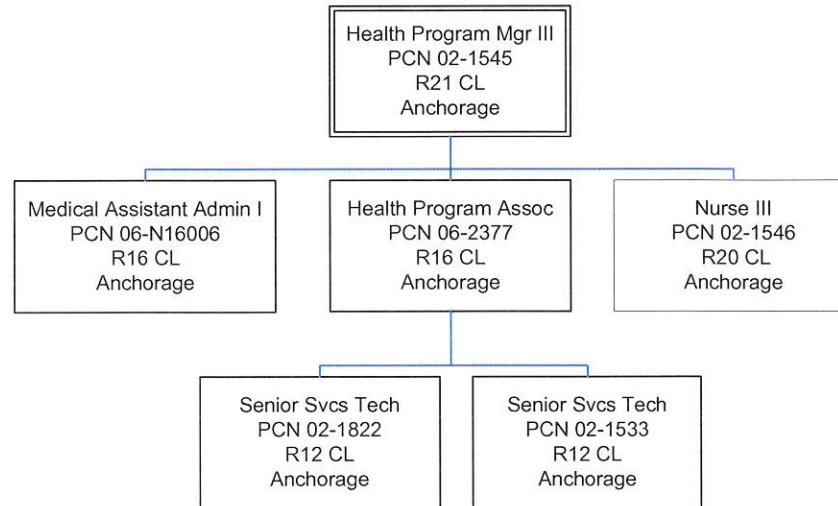 Health Program Mgr III
PCN 02-1545
R21 CL
Anchorage
Medical Assistant Admin I
PCN 06-N16006
R16 CL
Anchorage
Health Program Assoc
PCN 06-2377
R16 CL
Anchorage
Nurse III
PCN 02-1546
R20 CL
Anchorage
Senior Svcs Tech
PCN 02-1822
R12 CL
Anchorage
Senior Svcs Tech
PCN 02-1533
R12 CL
Anchorage